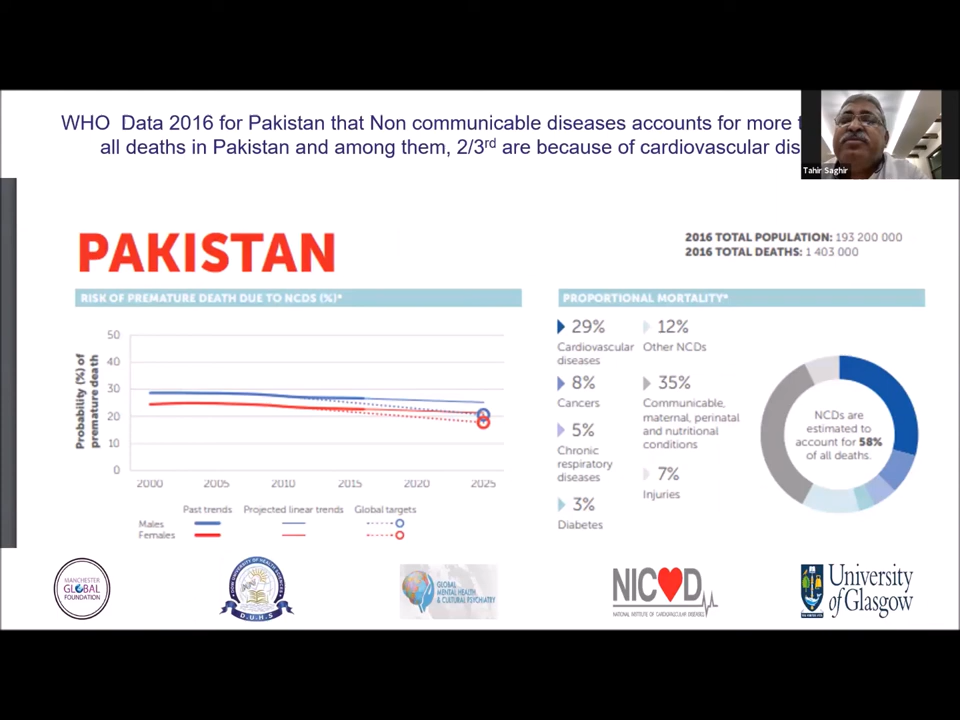 WHO Data 2016 for Pakistan that Non communicable diseases accounts for more
all deaths in Pakistan and among them, 2/3rd are because of cardiovascular dis
Tahir Saghir
PAKISTAN
2016 TOTAL POPULATION: 193 200 000
2016 TOTAL DEATHS: 1 403 000
RISK OF PREMATURE DEATH DUE TO NCDS (%)*
Probability (%) of
premature death
50
40
30
20
10
0
2000 2005 2010 2015 2020 2025
Past trends Projected linear trends Global targets
Males
Females
PROPORTIONAL MORTALITY*
29%
Cardiovascular
diseases
8%
Cancers
5%
Chronic
respiratory
diseases
3%
Diabetes
12%
Other NCDs
35%
Communicable,
maternal, perinatal
and nutritional
conditions
7%
Injuries
NCDs are
estimated to
account for 58%
of all deaths.
MANCHESTER
GLOBAL
FOUNDATION
D.U.H.S
GLOBAL
MENTAL HEALTH
& CULTURAL PSYCHIATRY
NICVD
NATIONAL INSTITUTE OF CARDIOVASCULAR DISEASES
University
of Glasgow